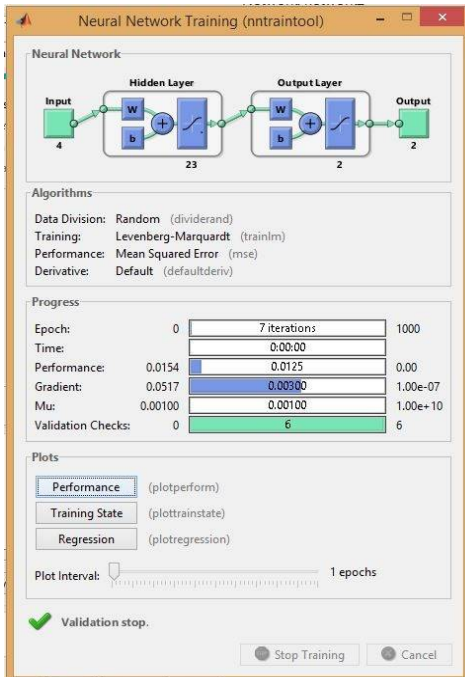 Neural Network Training (nntraintool)
Neural Network
Hidden Layer
Output Layer
Input
W
b
+
W
b
+
Output
4
23
2
2
Algorithms
Data Division: Random (dividerand)
Training: Levenberg-Marquardt (trainlm)
Performance: Mean Squared Error (mse)
Derivative: Default (defaultderiv)
Progress
Epoch: 0 7 iterations 1000
Time: 0:00:00
Performance: 0.0154 0.0125 0.00
Gradient: 0.0517 0.00300 1.00e-07
Mu: 0.00100 0.00100 1.00e+10
Validation Checks: 0 6 6
Plots
Performance (plotperform)
Training State (plottrainstate)
Regression (plotregression)
Plot Interval: 1 epochs
Validation stop.
Stop Training Cancel